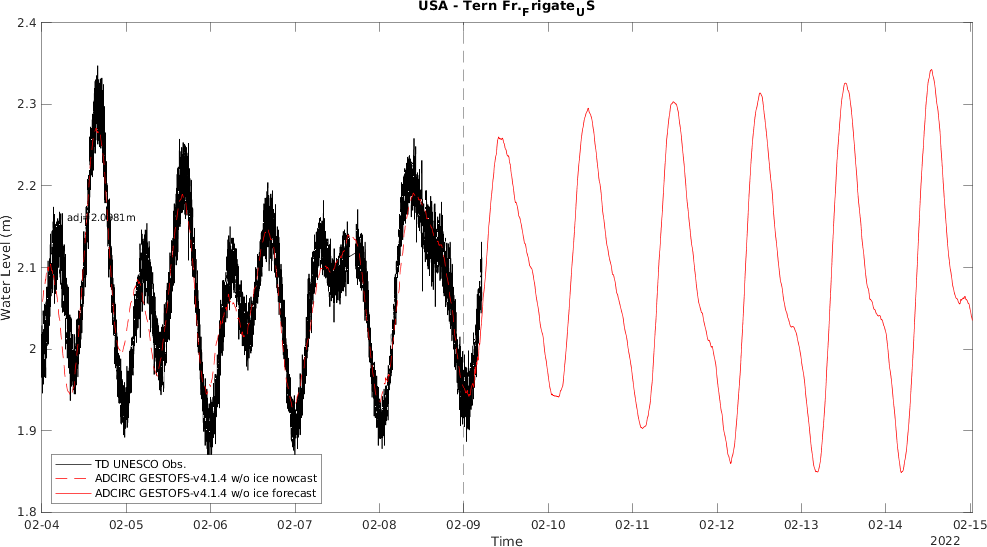 USA - Tern Fr.FrigateUS
2.4
2.3
2.2
2.1
2
1.9
1.8
Water Level (m)
adj=2.0981m
TD UNESCO Obs.
ADCIRC GESTOFS-v4.1.4 w/o ice nowcast
ADCIRC GESTOFS-v4.1.4 w/o ice forecast
02-04 02-05 02-06 02-07 02-08 02-09 02-10 02-11 02-12 02-13 02-14 02-15
Time
2022